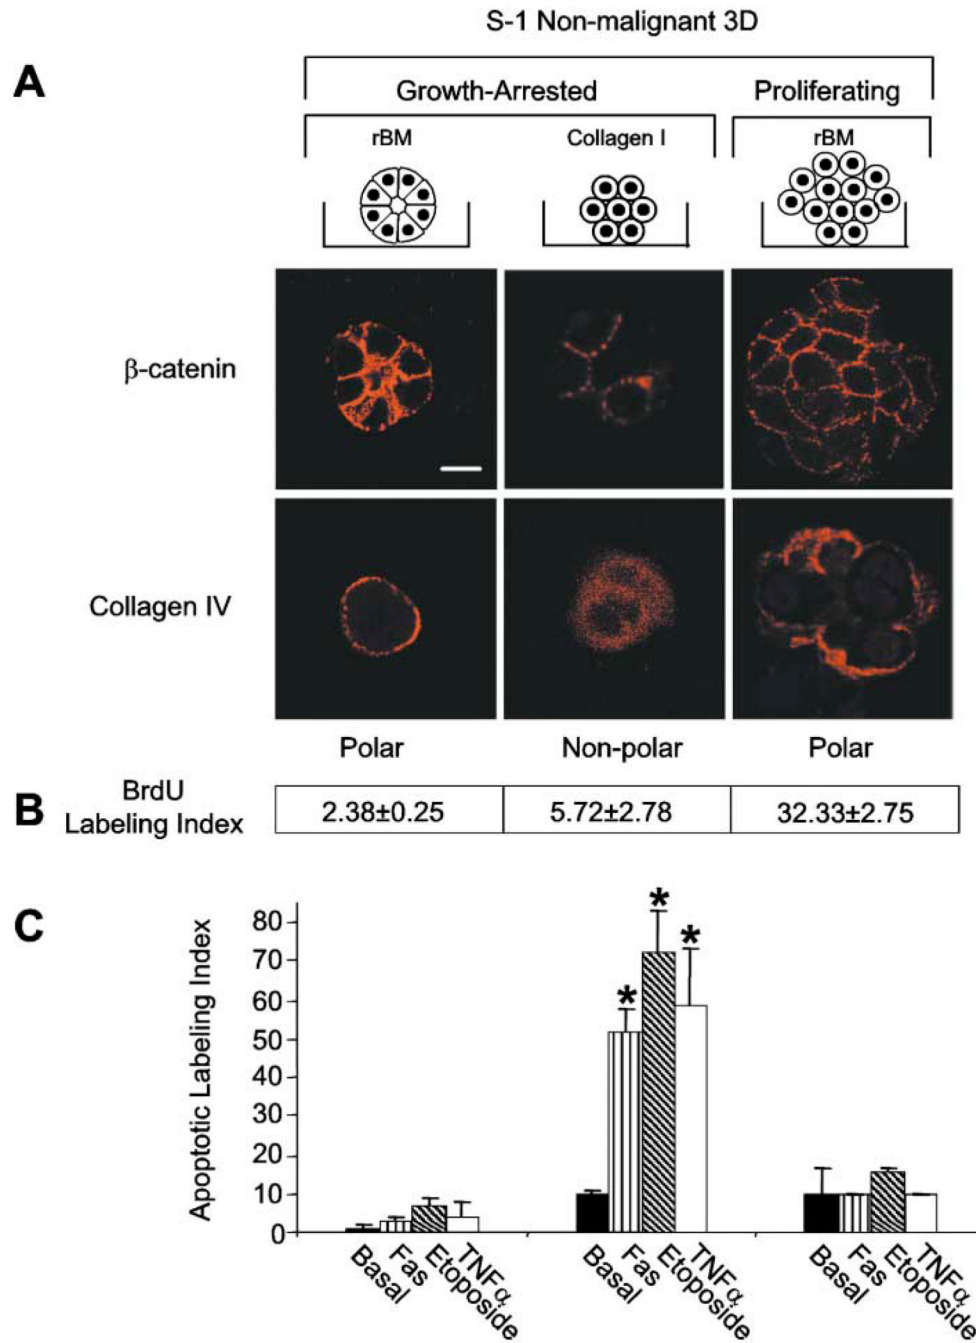 S-1 Non-malignant 3D
A
Growth-Arrested
Proliferating
rBM
Collagen I
rBM
β-catenin
Collagen IV
Polar
Non-polar
Polar
B
BrdU
Labeling Index
2.38±0.25
5.72±2.78
32.33±2.75
C
Apoptotic Labeling Index
80
70
60
50
40
30
20
10
0
*
*
*
Basal
Fas
Etoposide
TNFα
Basal
Fas
Etoposide
TNFα
Basal
Fas
Etoposide
TNFα